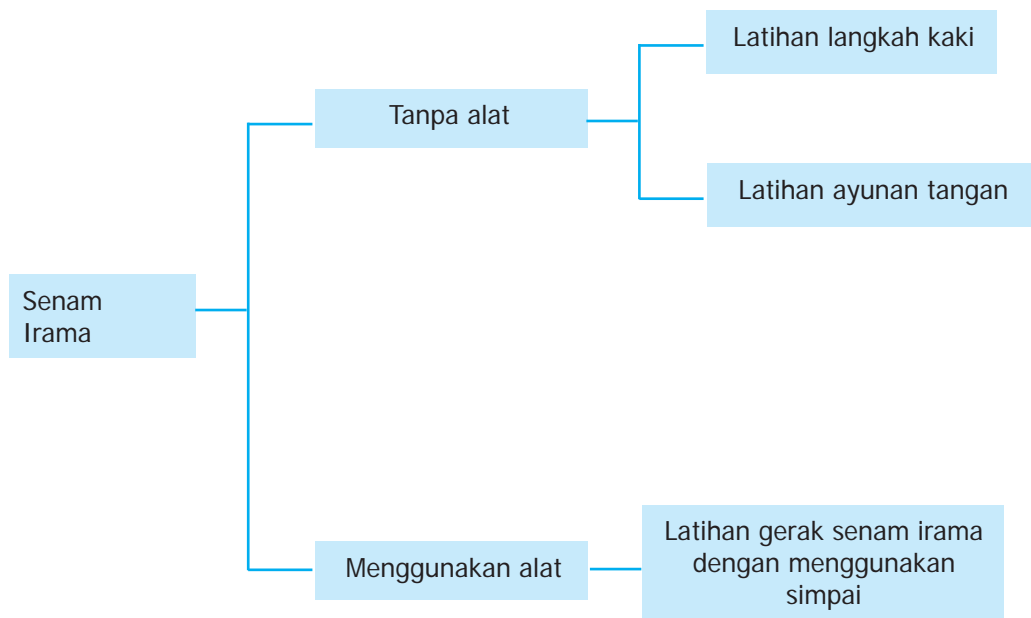 Latihan langkah kaki
Tanpa alat
Latihan ayunan tangan
Senam
Irama
Menggunakan alat
Latihan gerak senam irama
dengan menggunakan
simpai